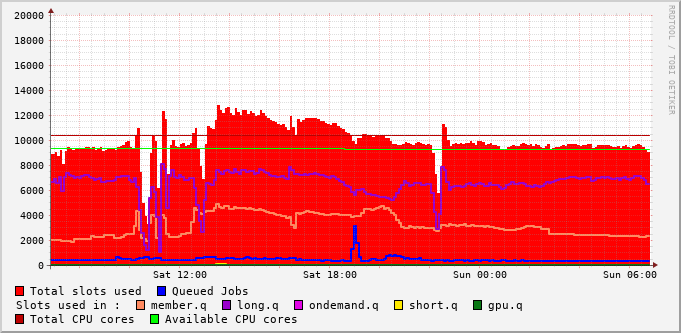 20000
18000
16000
14000
12000
10000
8000
6000
4000
2000
0
Sat 12:00 Sat 18:00 Sun 00:00 Sun 06:00
RRDTOOL / TOBI OETIKER
Total slots used Queued Jobs
Slots used in : member.q long.q ondemand.q short.q gpu.q
Total CPU cores Available CPU cores